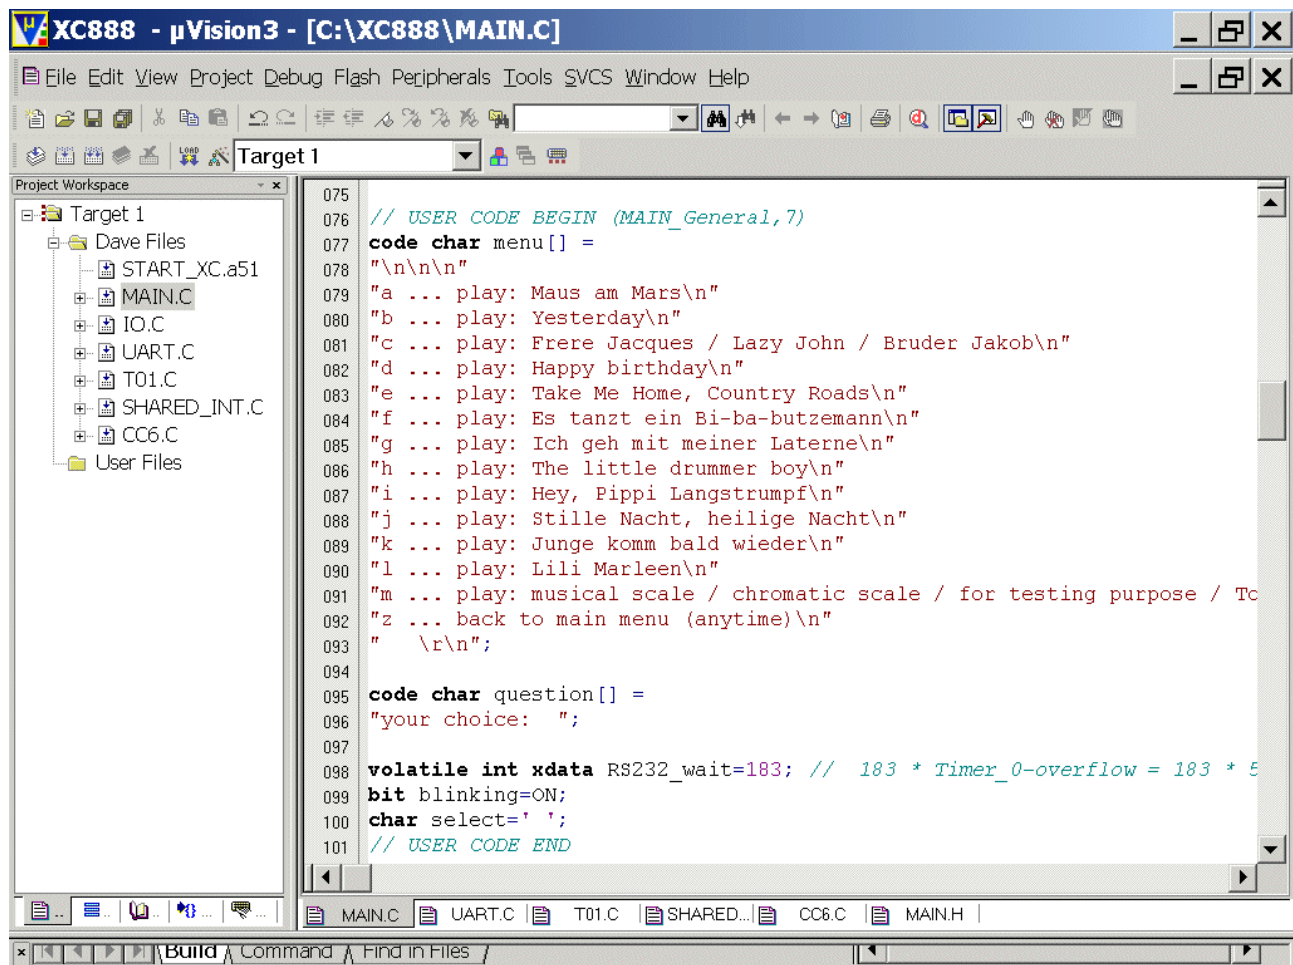 XC888 - µVision3 - [C:\XC888\MAIN.C]
File Edit View Project Debug Flash Peripherals Tools SVCS Window Help
LOAD
Target 1
Project Workspace
Target 1
Dave Files
START_XC.a51
MAIN.C
IO.C
UART.C
T01.C
SHARED_INT.C
CC6.C
User Files
075
076 // USER CODE BEGIN (MAIN_General,7)
077 code char menu[] =
078 "\n\n\n"
079 "a ... play: Maus am Mars\n"
080 "b ... play: Yesterday\n"
081 "c ... play: Frere Jacques / Lazy John / Bruder Jakob\n"
082 "d ... play: Happy birthday\n"
083 "e ... play: Take Me Home, Country Roads\n"
084 "f ... play: Es tanzt ein Bi-ba-butzemann\n"
085 "g ... play: Ich geh mit meiner Laterne\n"
086 "h ... play: The little drummer boy\n"
087 "i ... play: Hey, Pippi Langstrumpf\n"
088 "j ... play: Stille Nacht, heilige Nacht\n"
089 "k ... play: Junge komm bald wieder\n"
090 "l ... play: Lili Marleen\n"
091 "m ... play: musical scale / chromatic scale / for testing purpose / To
092 "z ... back to main menu (anytime)\n"
093 "   \r\n";
094
095 code char question[] =
096 "your choice:  ";
097
098 volatile int xdata RS232_wait=183; //  183 * Timer_0-overflow = 183 * 5
099 bit blinking=ON;
100 char select=' ';
101 // USER CODE END
MAIN.C UART.C T01.C SHARED... CC6.C MAIN.H
Build Command Find in Files